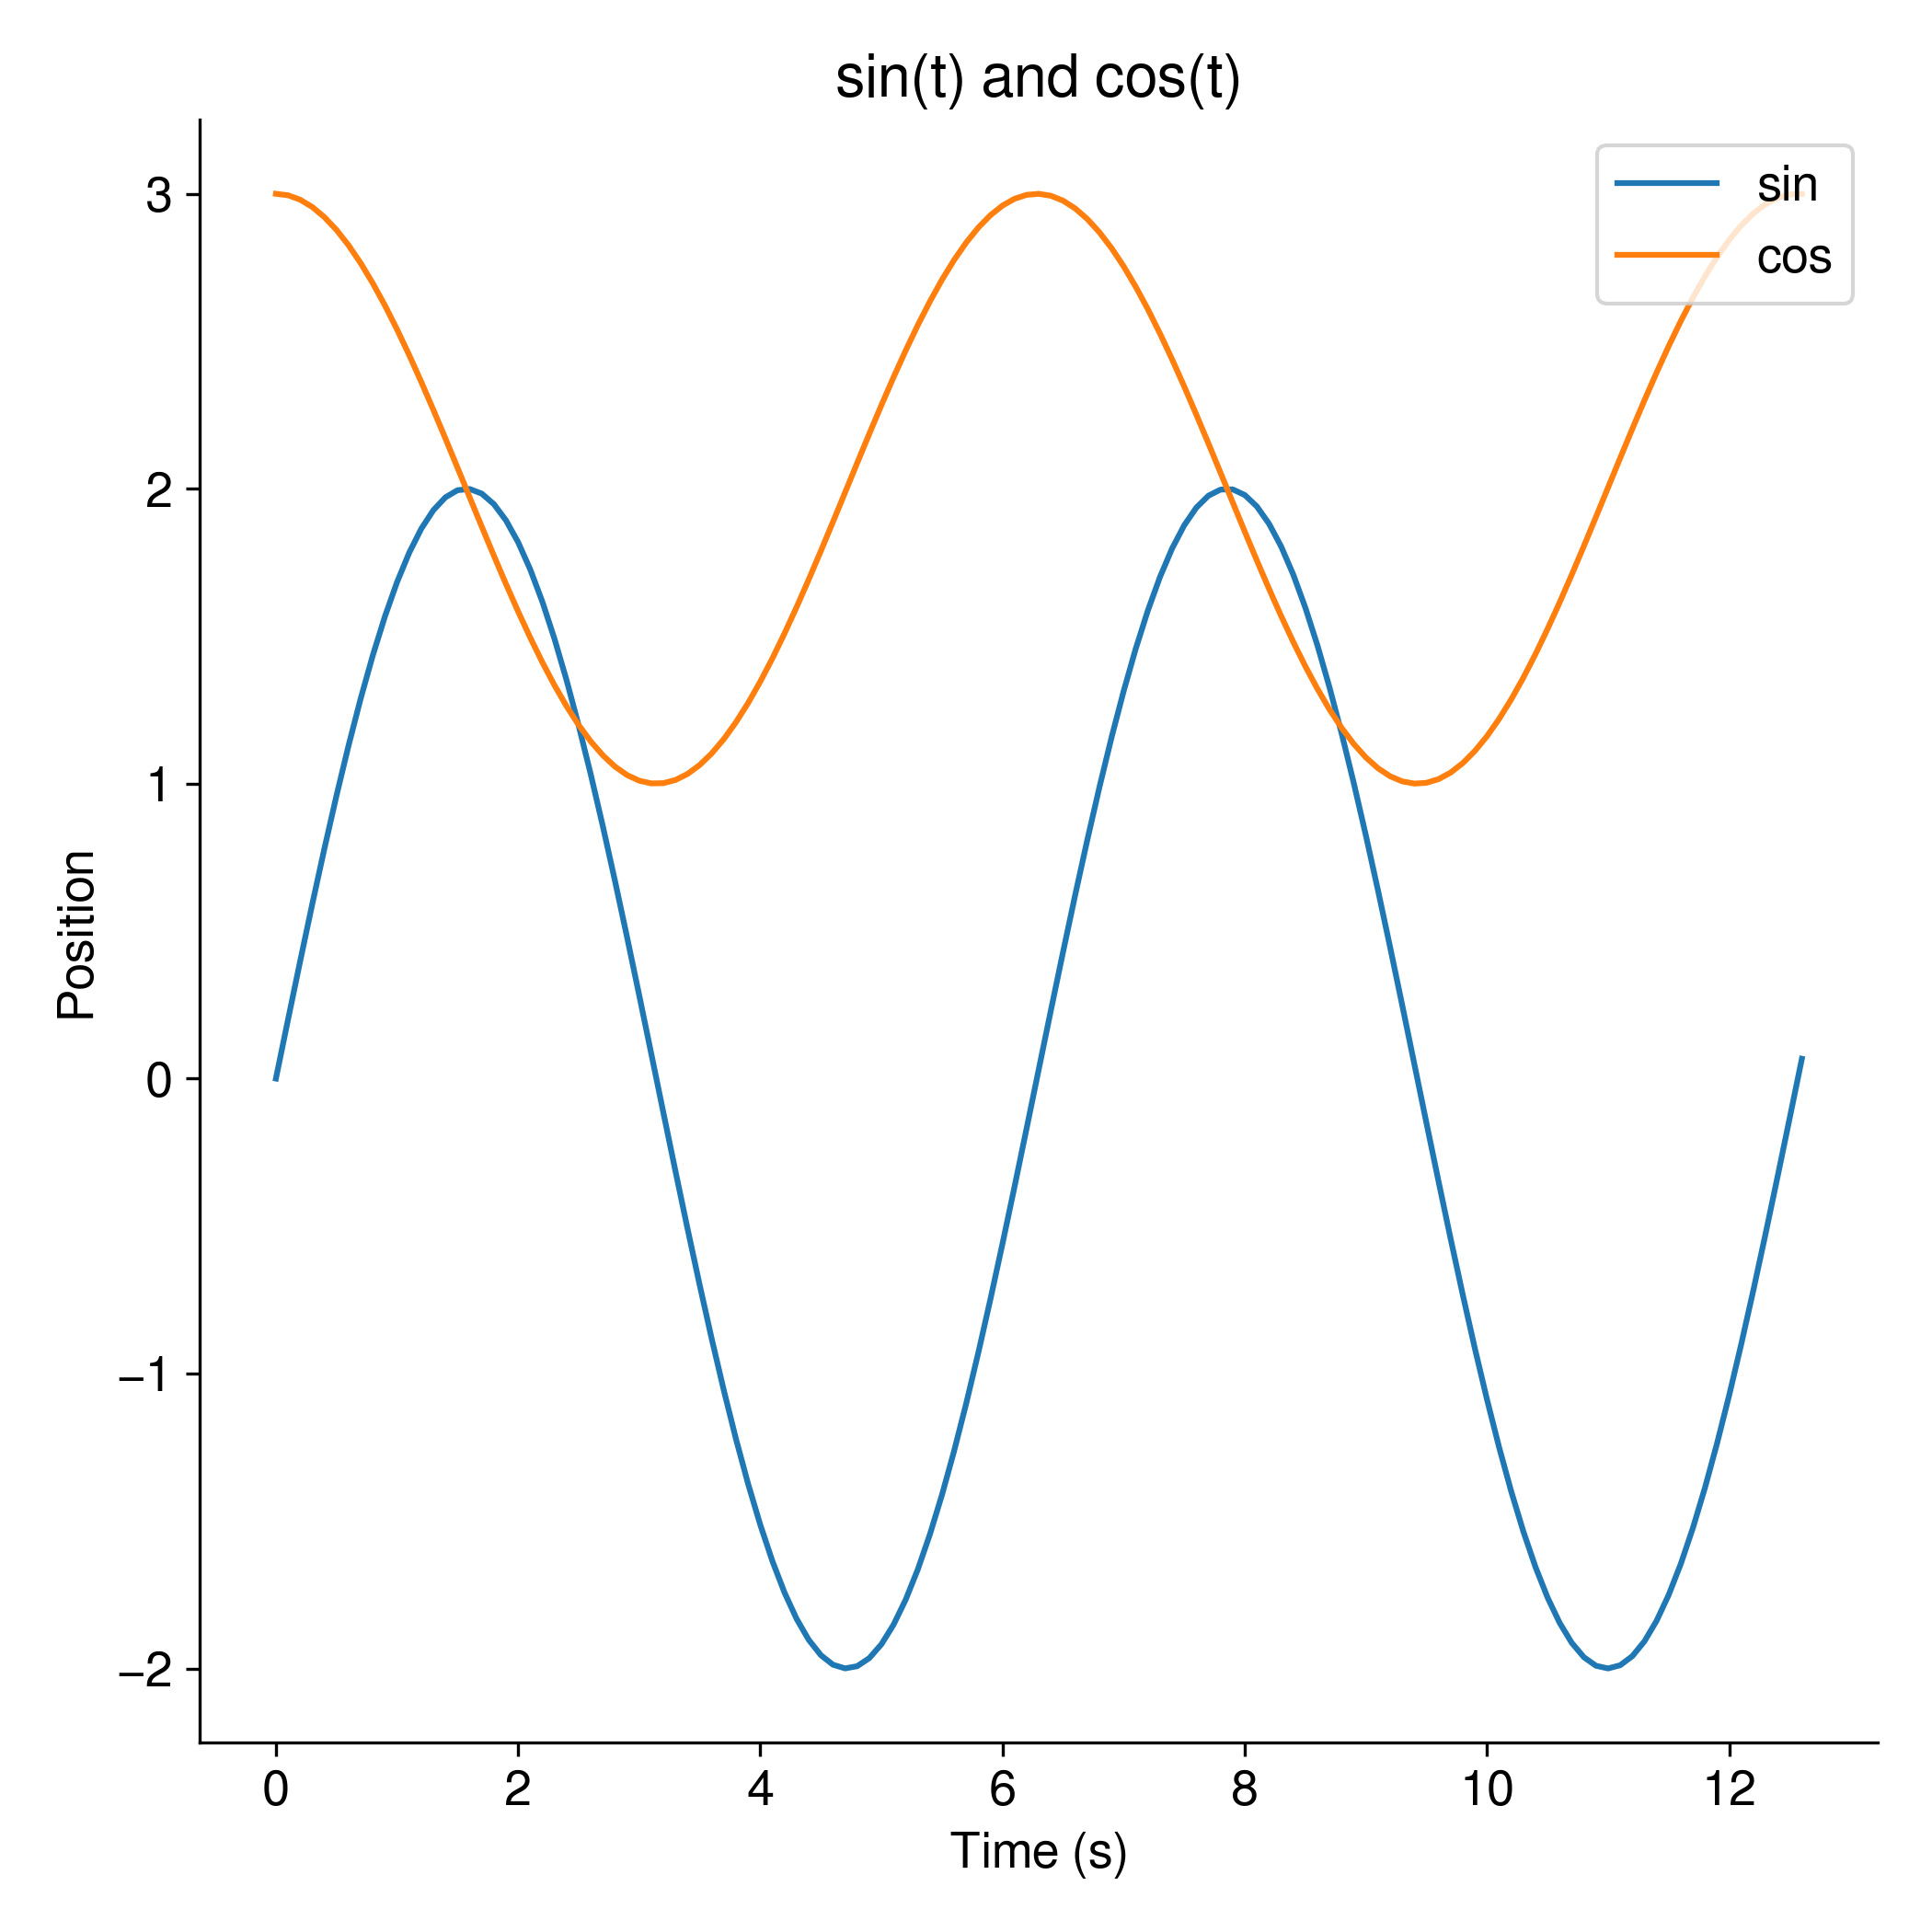 sin(t) and cos(t)
sin
cos
3
2
1
0
−1
−2
Position
0 2 4 6 8 10 12
Time (s)